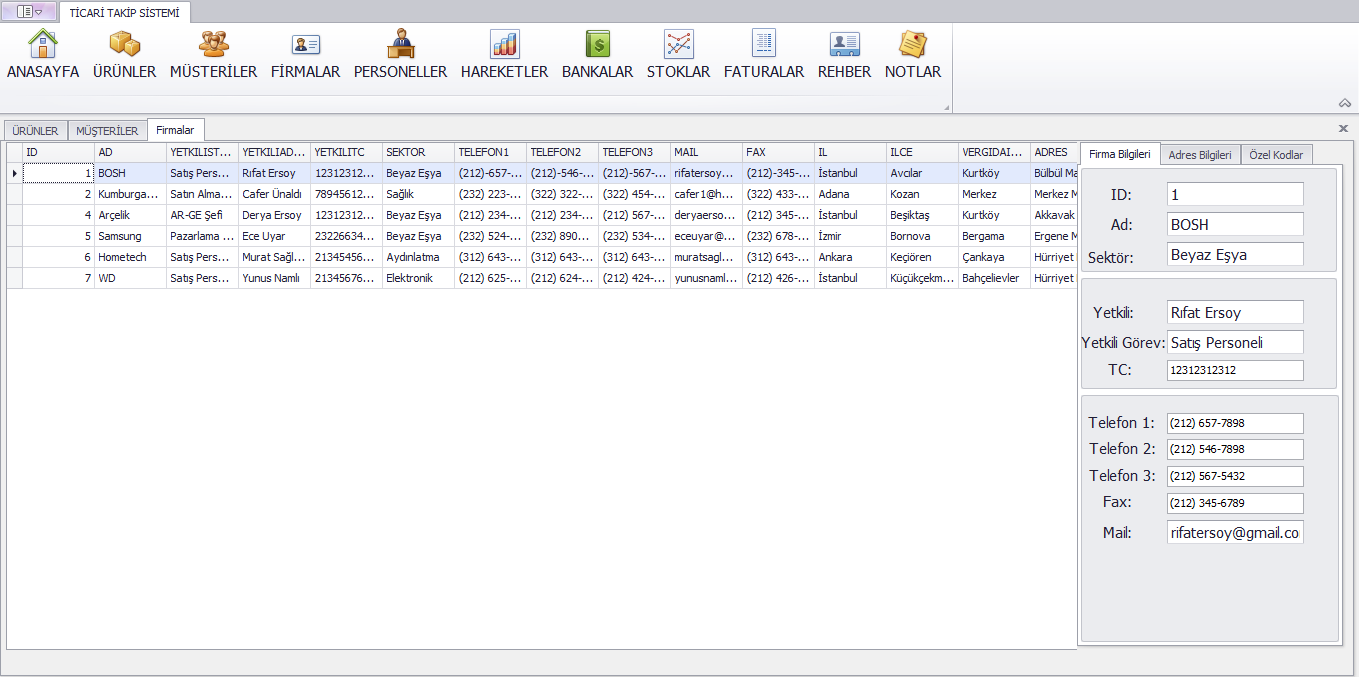 TİCARİ TAKİP SİSTEMİ
ANASAYFA ÜRÜNLER MÜSTERİLER FİRMALAR PERSONELLER HAREKETLER BANKALAR STOKLAR FATURALAR REHBER NOTLAR
ÜRÜNLER MÜŞTERİLER Firmalar
ID AD YETKILIST... YETKILIAD... YETKILITC SEKTOR TELEFON1 TELEFON2 TELEFON3 MAIL FAX IL ILCE VERGIDAI... ADRES
1 BOSH Satış Pers... Rıfat Ersoy 12312312... Beyaz Eşya (212)-657-... (212)-546-... (212)-567-... rifatersoy... (212)-345-... İstanbul Avcılar Kurtköy Bülbül Ma
2 Kumburga... Satın Alma... Cafer Ünaldı 78945612... Sağlık (232) 223-... (322) 322-... (322) 454-... cafer1@h... (322) 433-... Adana Kozan Merkez Merkez M
4 Arçelik AR-GE Şefi Derya Ersoy 12312312... Beyaz Eşya (212) 234-... (212) 234-... (212) 567-... deryaerso... (212) 345-... İstanbul Beşiktaş Kurtköy Akkavak
5 Samsung Pazarlama ... Ece Uyar 23226634... Beyaz Eşya (232) 524-... (232) 890... (232) 534-... eceuyar@... (232) 678-... İzmir Bornova Bergama Ergene M
6 Hometech Satış Pers... Murat Sağl... 21345456... Aydınlatma (312) 643-... (312) 643-... (312) 643-... muratsagl... (312) 643-... Ankara Keçiören Çankaya Hürriyet
7 WD Satış Pers... Yunus Namlı 21345676... Elektronik (212) 625-... (212) 624-... (212) 424-... yunusnaml... (212) 426-... İstanbul Küçükçekm... Bahçelievler Hürriyet
Firma Bilgileri Adres Bilgileri Özel Kodlar
ID: 1
Ad: BOSH
Sektör: Beyaz Eşya
Yetkili: Rıfat Ersoy
Yetkili Görev: Satış Personeli
TC: 12312312312
Telefon 1: (212) 657-7898
Telefon 2: (212) 546-7898
Telefon 3: (212) 567-5432
Fax: (212) 345-6789
Mail: rifatersoy@gmail.co